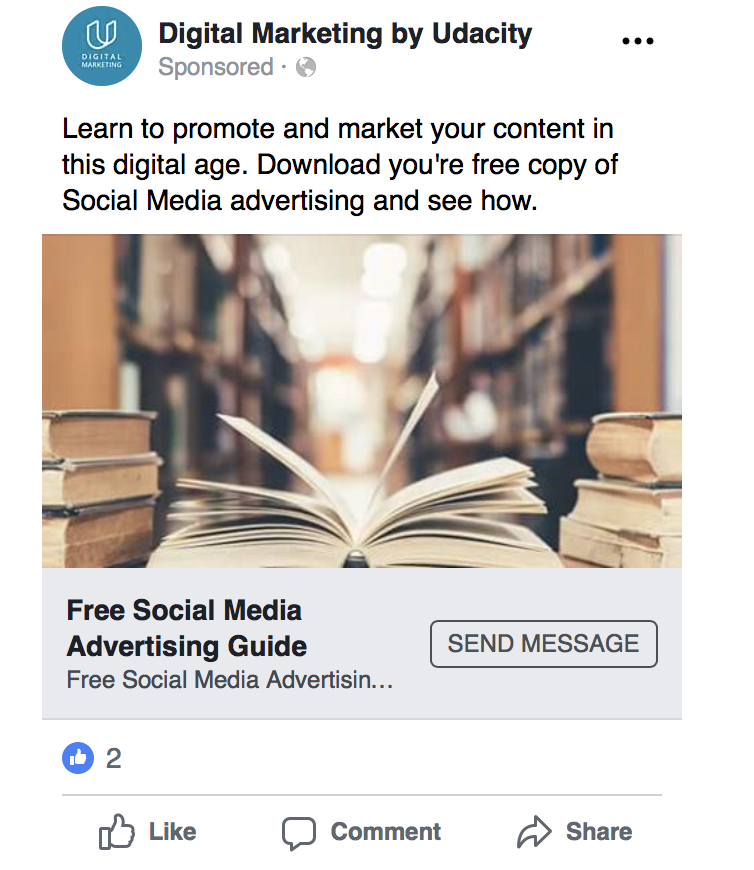 DIGITAL
MARKETING
Digital Marketing by Udacity
Sponsored ·
Learn to promote and market your content in
this digital age. Download you're free copy of
Social Media advertising and see how.
Free Social Media
Advertising Guide
Free Social Media Advertisin...
SEND MESSAGE
2
Like
Comment
Share